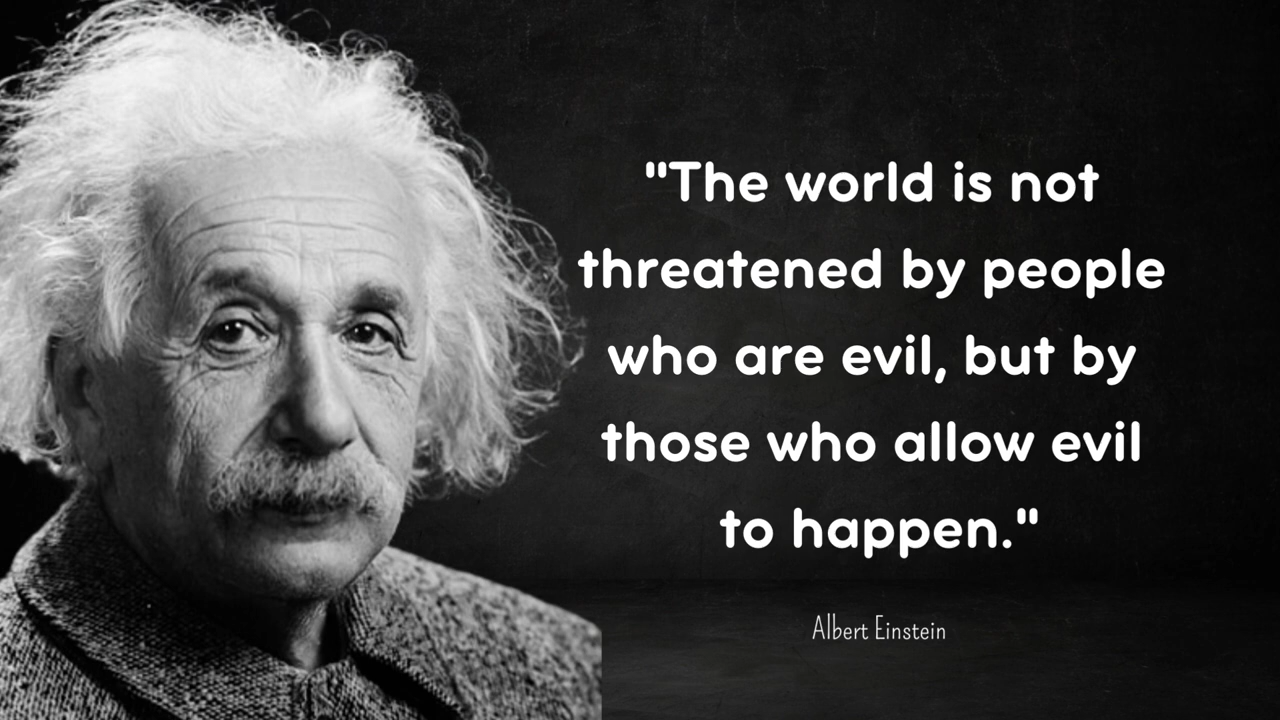 "The world is not
threatened by people
who are evil, but by
those who allow evil
to happen."
Albert Einstein